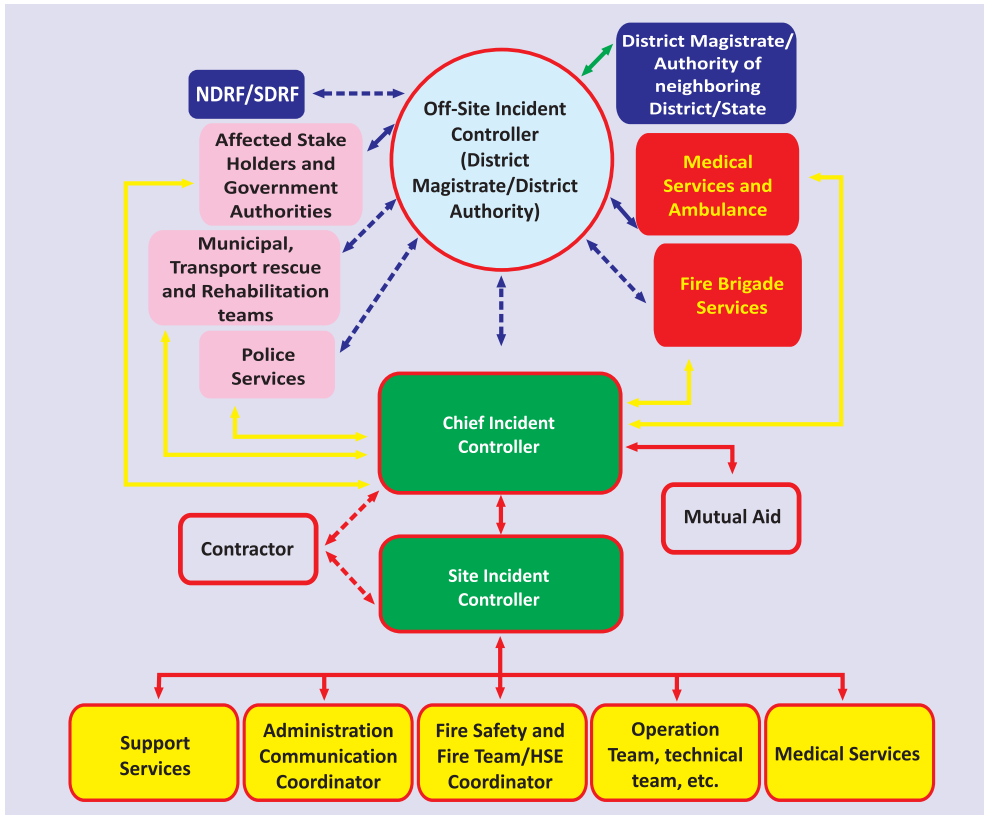 NDRF/SDRF
Off-Site Incident
Controller
(District
Magistrate/District
Authority)
District Magistrate/
Authority of
neighboring
District/State
Affected Stake
Holders and
Government
Authorities
Medical
Services and
Ambulance
Municipal,
Transport rescue
and Rehabilitation
teams
Fire Brigade
Services
Police
Services
Chief Incident
Controller
Mutual Aid
Contractor
Site Incident
Controller
Support
Services
Administration
Communication
Coordinator
Fire Safety and
Fire Team/HSE
Coordinator
Operation
Team, technical
team, etc.
Medical Services